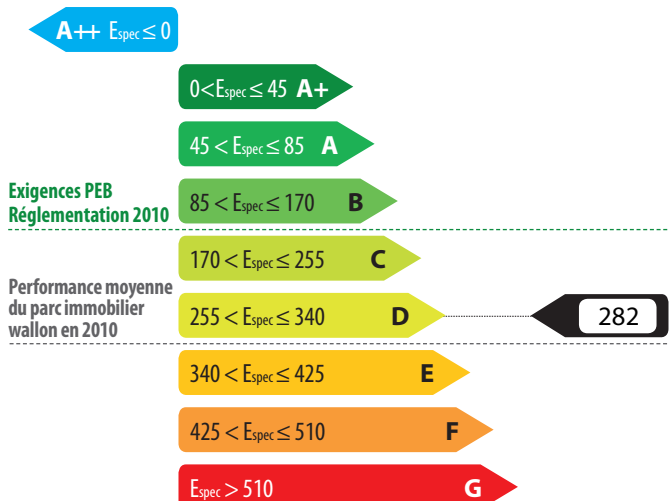 A++ Espec ≤ 0
0 < Espec ≤ 45 A+
45 < Espec ≤ 85 A
Exigences PEB
Réglementation 2010
85 < Espec ≤ 170 B
170 < Espec ≤ 255 C
Performance moyenne
du parc immobilier
wallon en 2010
255 < Espec ≤ 340 D
282
340 < Espec ≤ 425 E
425 < Espec ≤ 510 F
Espec > 510 G